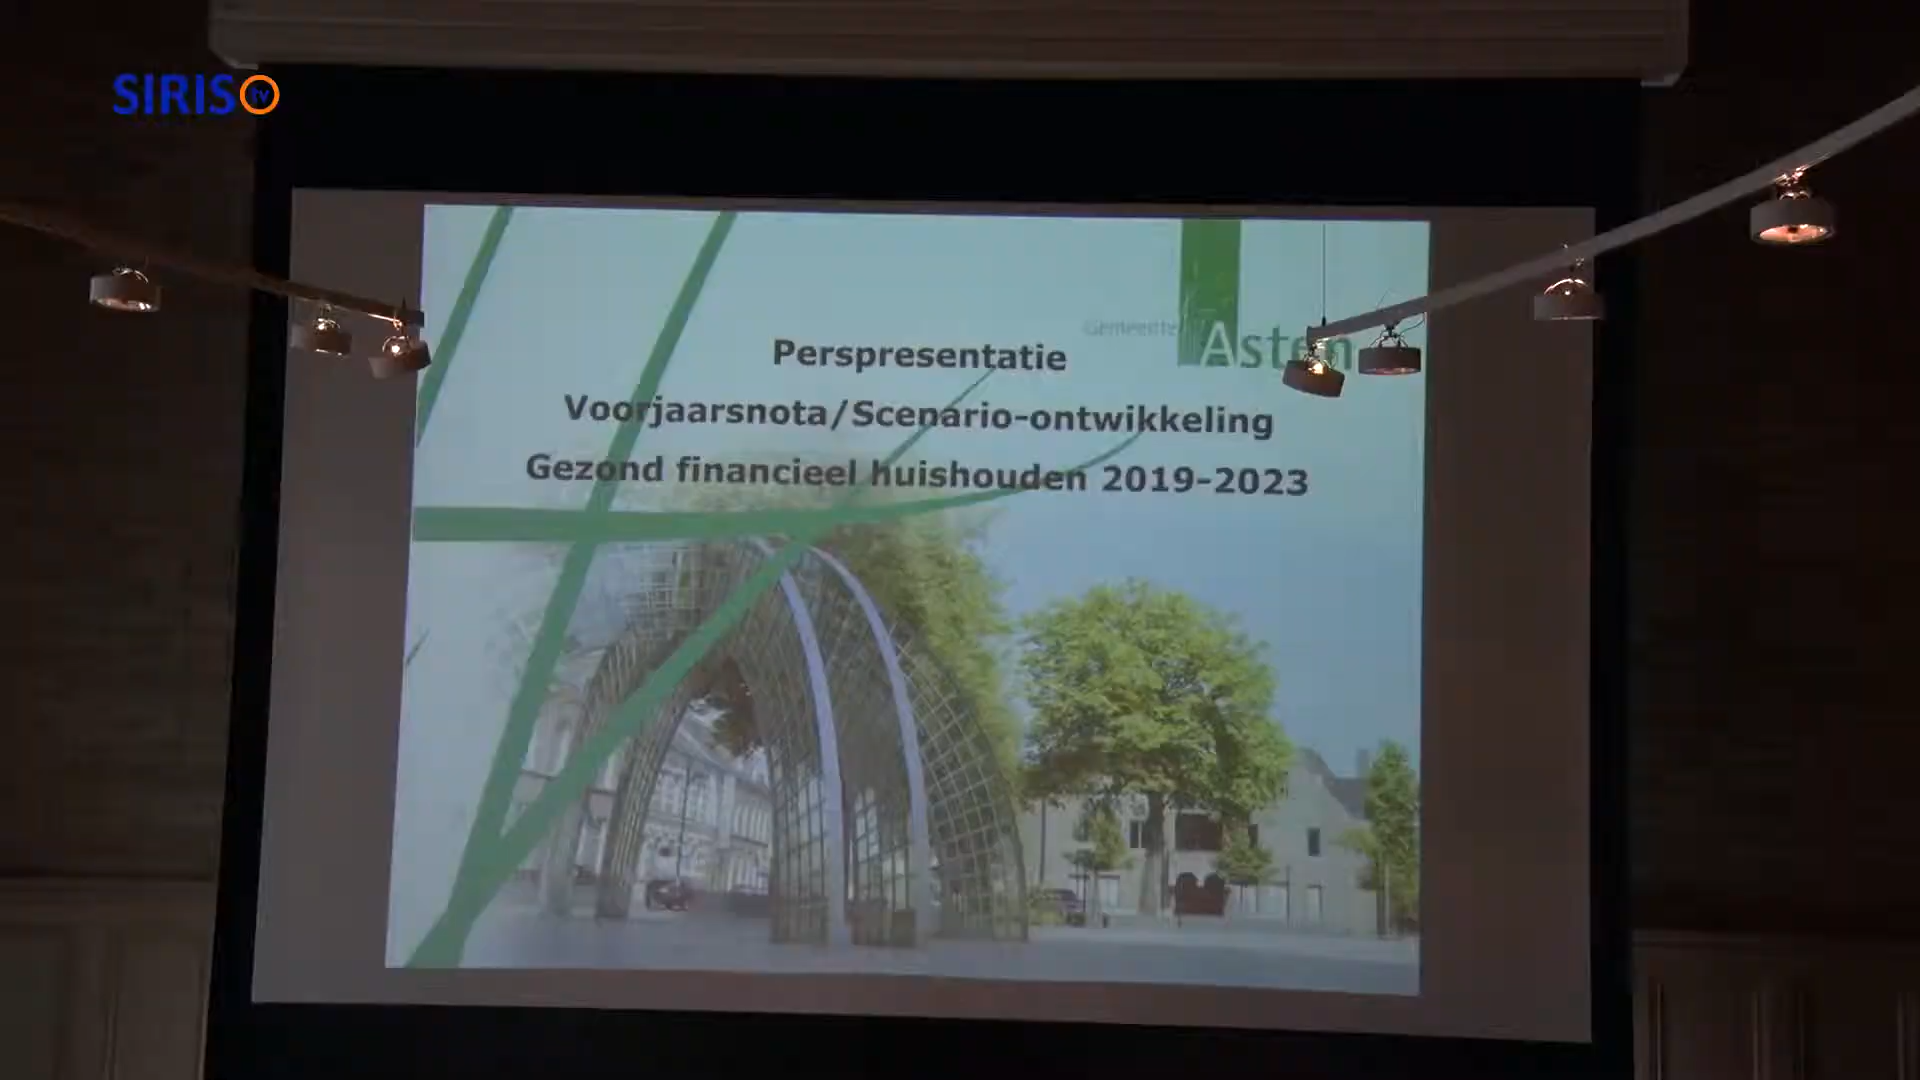 SIRIS tv
Gemeente
Asten
Perspresentatie
Voorjaarsnota/Scenario-ontwikkeling
Gezond financieel huishouden 2019-2023